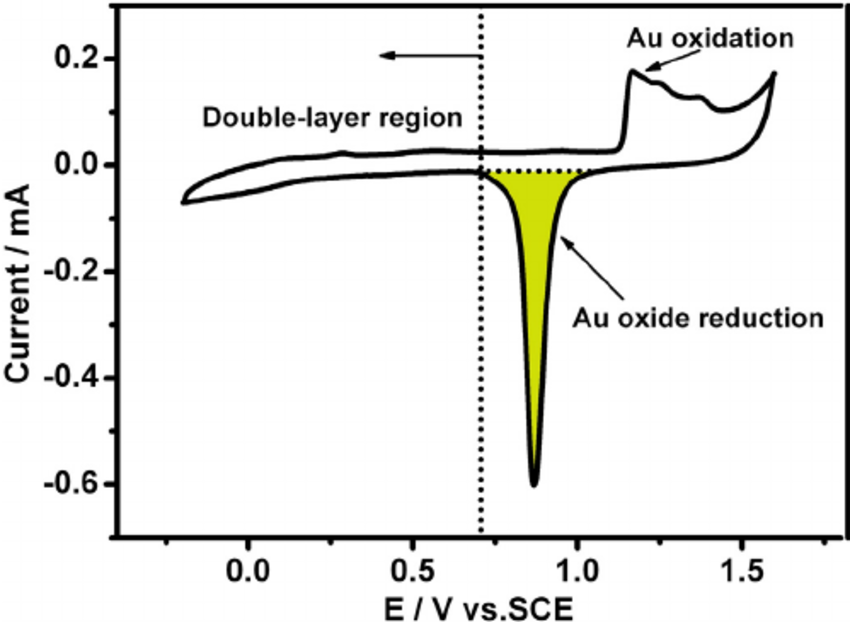 Current / mA
0.2
0.0
-0.2
-0.4
-0.6
Au oxidation
Double-layer region
Au oxide reduction
0.0 0.5 1.0 1.5
E / V vs.SCE